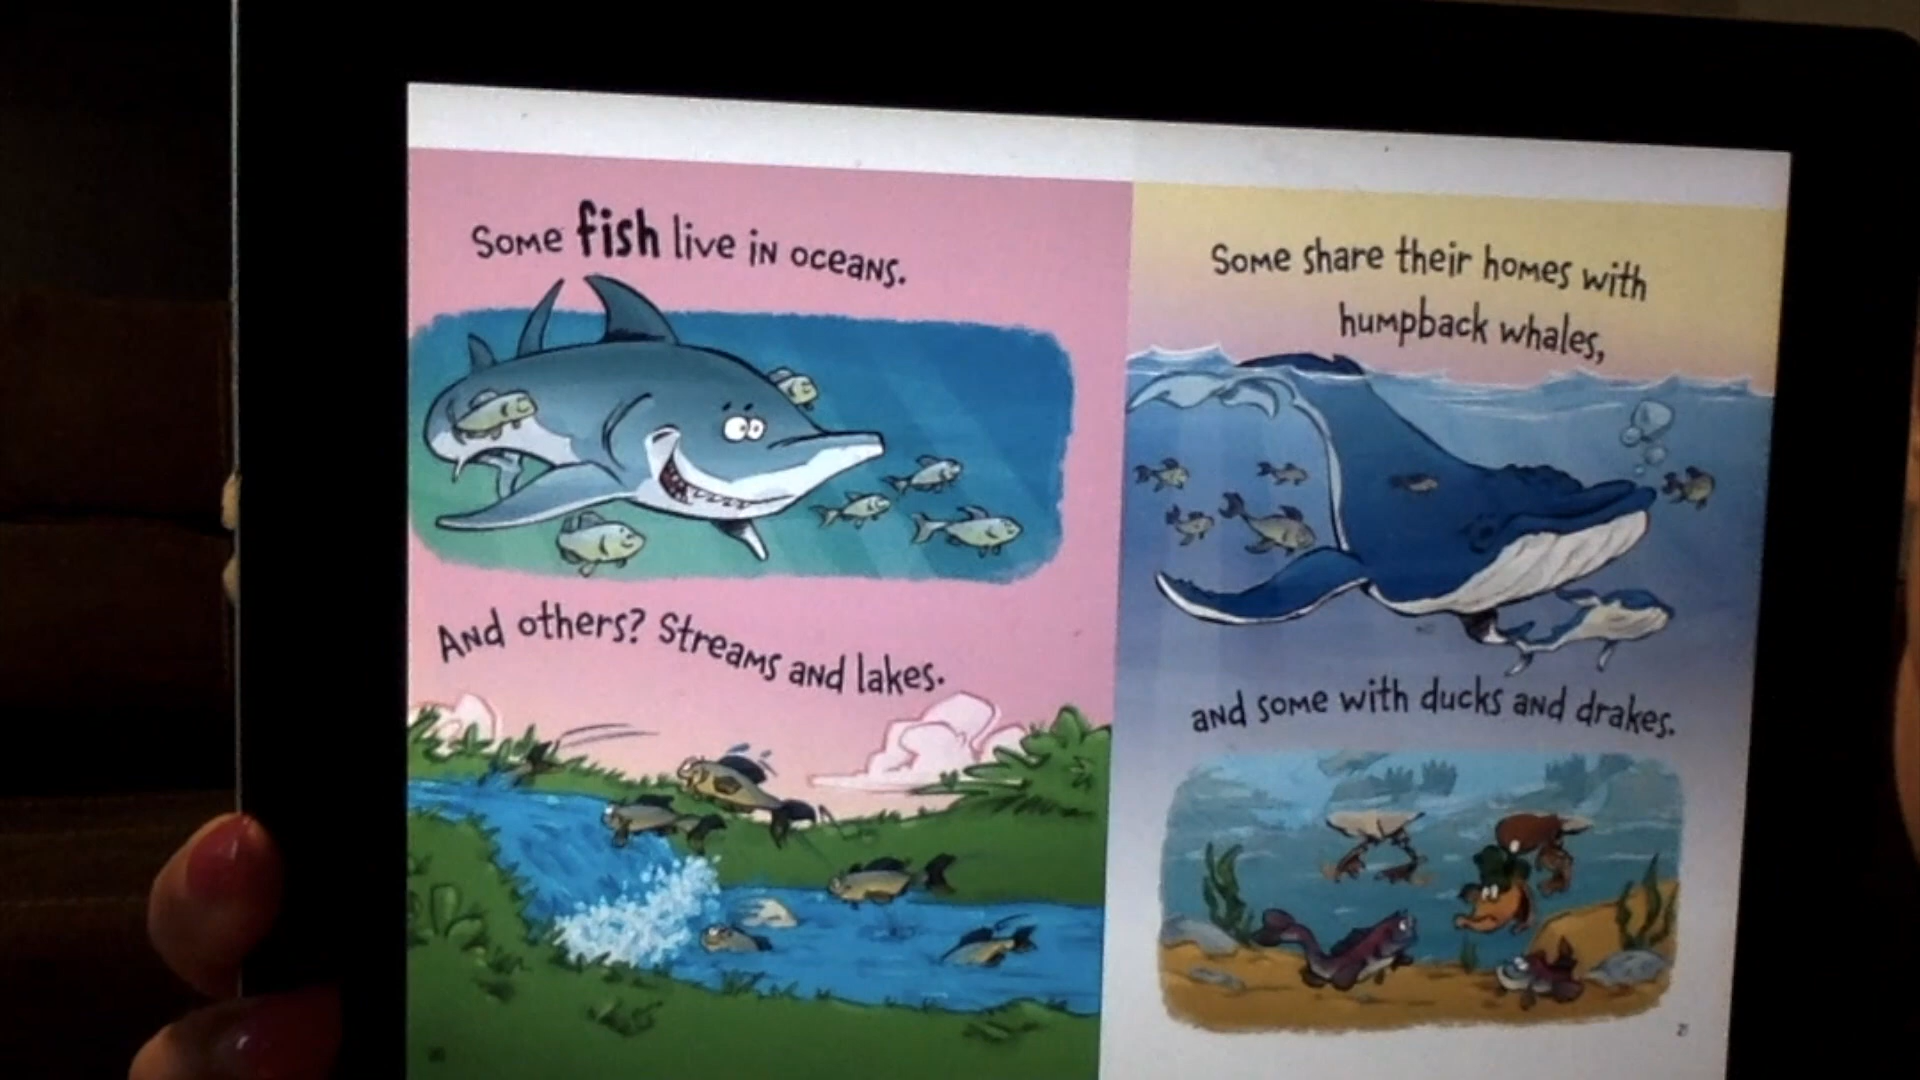 Some fish live in oceans.
And others? Streams and lakes.
Some share their homes with
humpback whales,
and some with ducks and drakes.
21